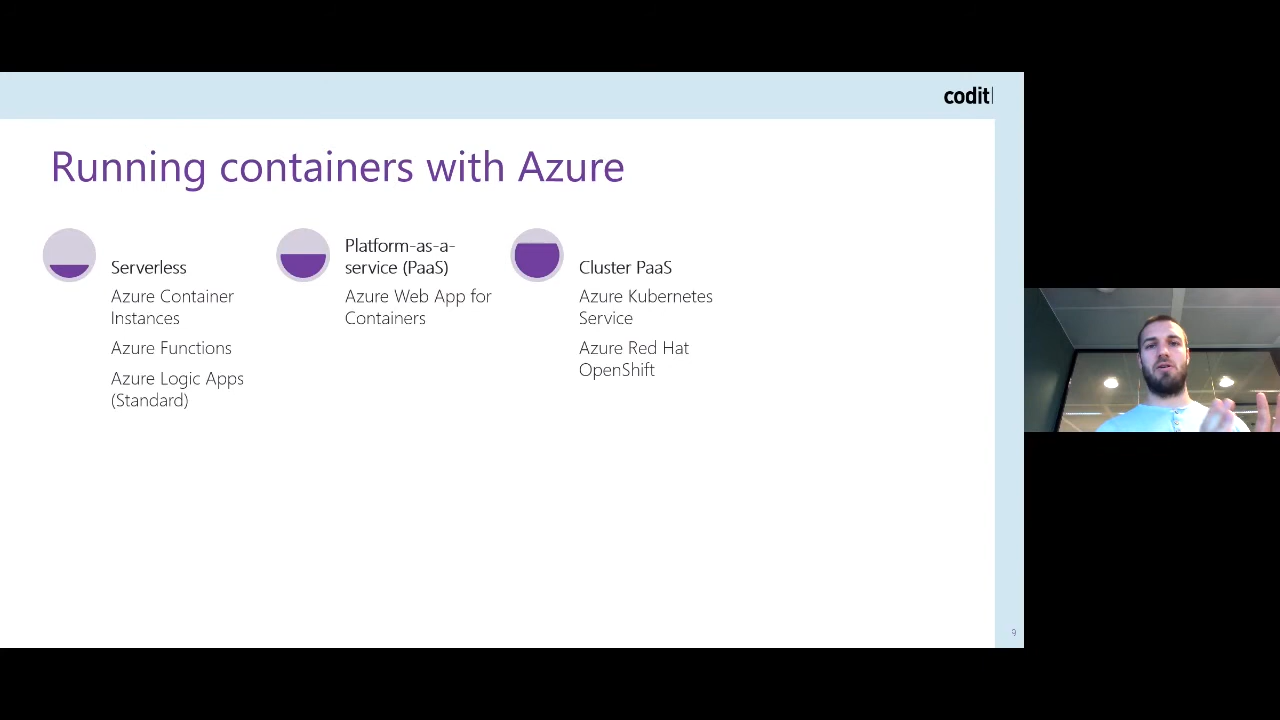 codit
Running containers with Azure
Serverless
Azure Container
Instances
Azure Functions
Azure Logic Apps
(Standard)
Platform-as-a-
service (PaaS)
Azure Web App for
Containers
Cluster PaaS
Azure Kubernetes
Service
Azure Red Hat
OpenShift
9